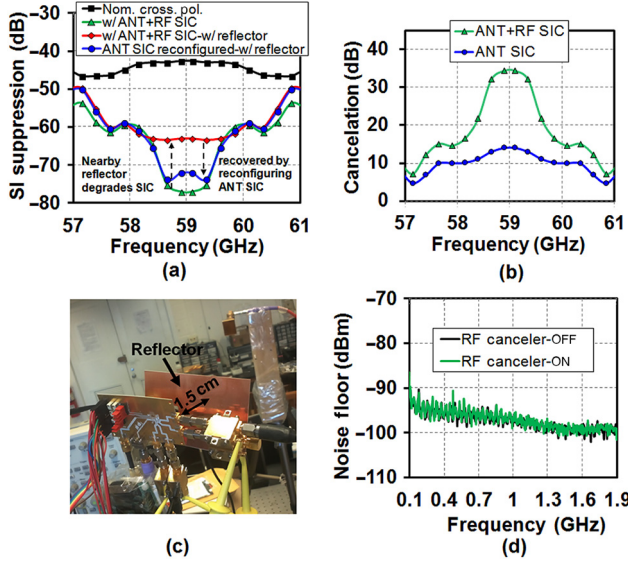 SI suppression (dB)
−30
−40
−50
−60
−70
−80
Nom. cross. pol.
w/ ANT+RF SIC
w/ ANT+RF SIC-w/ reflector
ANT SIC reconfigured-w/ reflector
Nearby
reflector
degrades SIC
recovered by
reconfiguring
ANT SIC
57 58 59 60 61
Frequency (GHz)
(a)
Cancelation (dB)
40
30
20
10
0
ANT+RF SIC
ANT SIC
57 58 59 60 61
Frequency (GHz)
(b)
Reflector
1.5 cm
(c)
Noise floor (dBm)
−70
−80
−90
−100
−110
RF canceler-OFF
RF canceler-ON
0.1 0.4 0.7 1 1.3 1.6 1.9
Frequency (GHz)
(d)